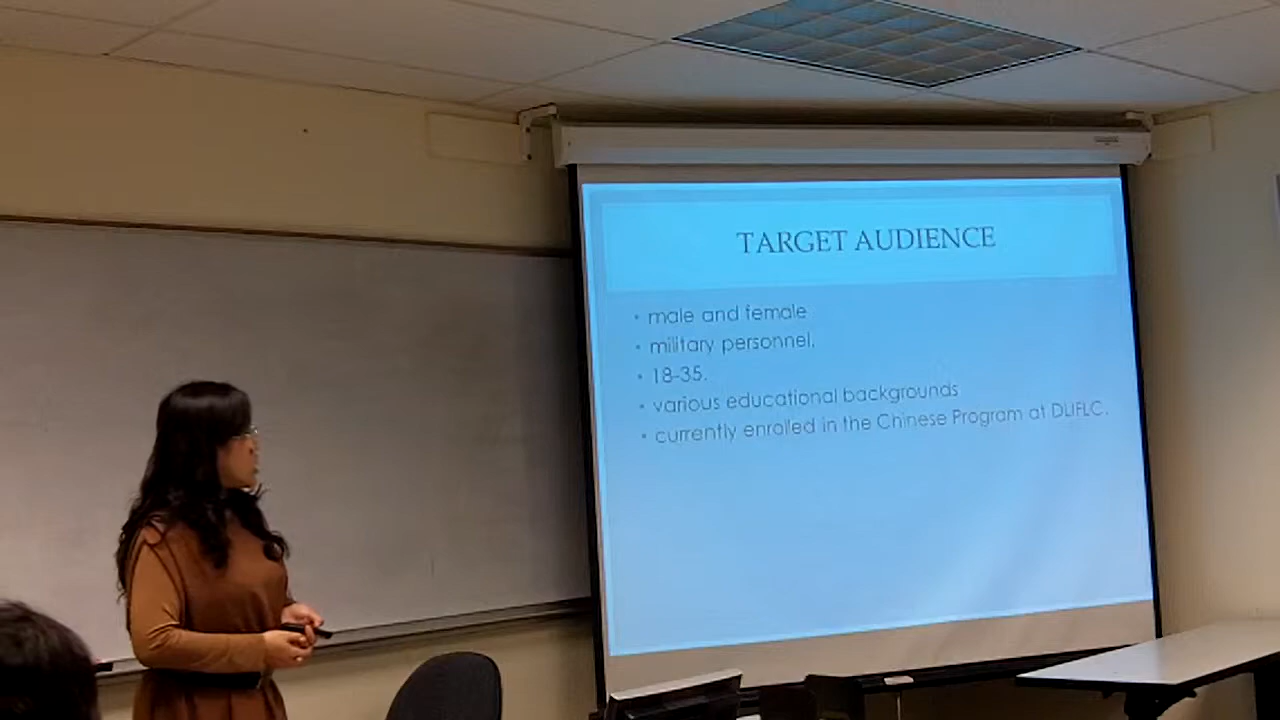 TARGET AUDIENCE
• male and female
• military personnel.
• 18-35.
• various educational backgrounds
• currently enrolled in the Chinese Program at DLIFLC.